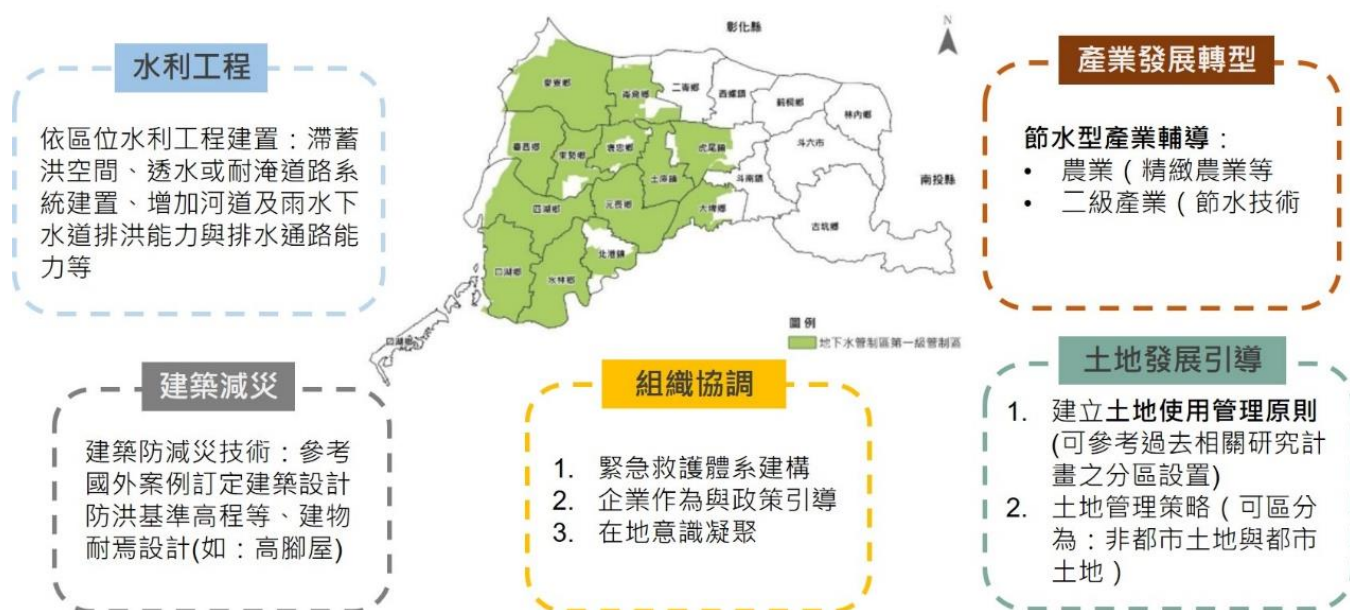 水利工程
依區位水利工程建置：滯蓄
洪空間、透水或耐淹道路系
統建置、增加河道及雨水下
水道排洪能力與排水通路能
力等
彰化縣
N
麥寮鄉
崙背鄉
二崙鄉
西螺鎮
莿桐鄉
林內鄉
臺西鄉
東勢鄉
褒忠鄉
虎尾鎮
斗六市
土庫鎮
斗南鎮
南投縣
四湖鄉
元長鄉
大埤鄉
古坑鄉
北港鎮
口湖鄉
水林鄉
口湖鄉
圖例
地下水管制區第一級管制區
產業發展轉型
節水型產業輔導：
• 農業（精緻農業等
• 二級產業（節水技術
建築減災
建築防減災技術：參考
國外案例訂定建築設計
防洪基準高程等、建物
耐焉設計(如：高腳屋)
組織協調
1. 緊急救護體系建構
2. 企業作為與政策引導
3. 在地意識凝聚
土地發展引導
1. 建立土地使用管理原則
(可參考過去相關研究計
畫之分區設置)
2. 土地管理策略（可區分
為：非都市土地與都市
土地）